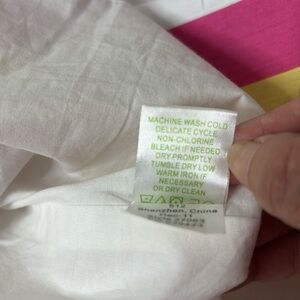 MACHINE WASH COLD
DELICATE CYCLE
NON-CHLORINE
BLEACH IF NEEDED
DRY PROMPTLY
TUMBLE DRY LOW
WARM IRON IF
NECESSARY
OR DRY CLEAN
Shenzhen, China